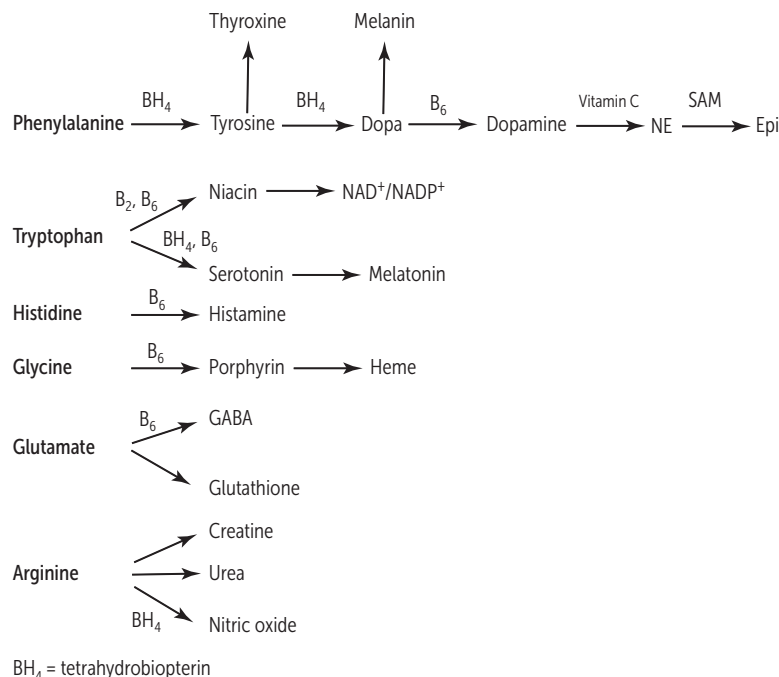 Thyroxine Melanin
BH₄ BH₄ B₆ Vitamin C SAM
Phenylalanine Tyrosine Dopa Dopamine NE Epi
B₂, B₆ Niacin NAD⁺/NADP⁺
Tryptophan
BH₄, B₆
Serotonin Melatonin
B₆
Histidine Histamine
B₆
Glycine Porphyrin Heme
B₆ GABA
Glutamate
Glutathione
Creatine
Arginine Urea
BH₄ Nitric oxide
BH₄ = tetrahydrobiopterin